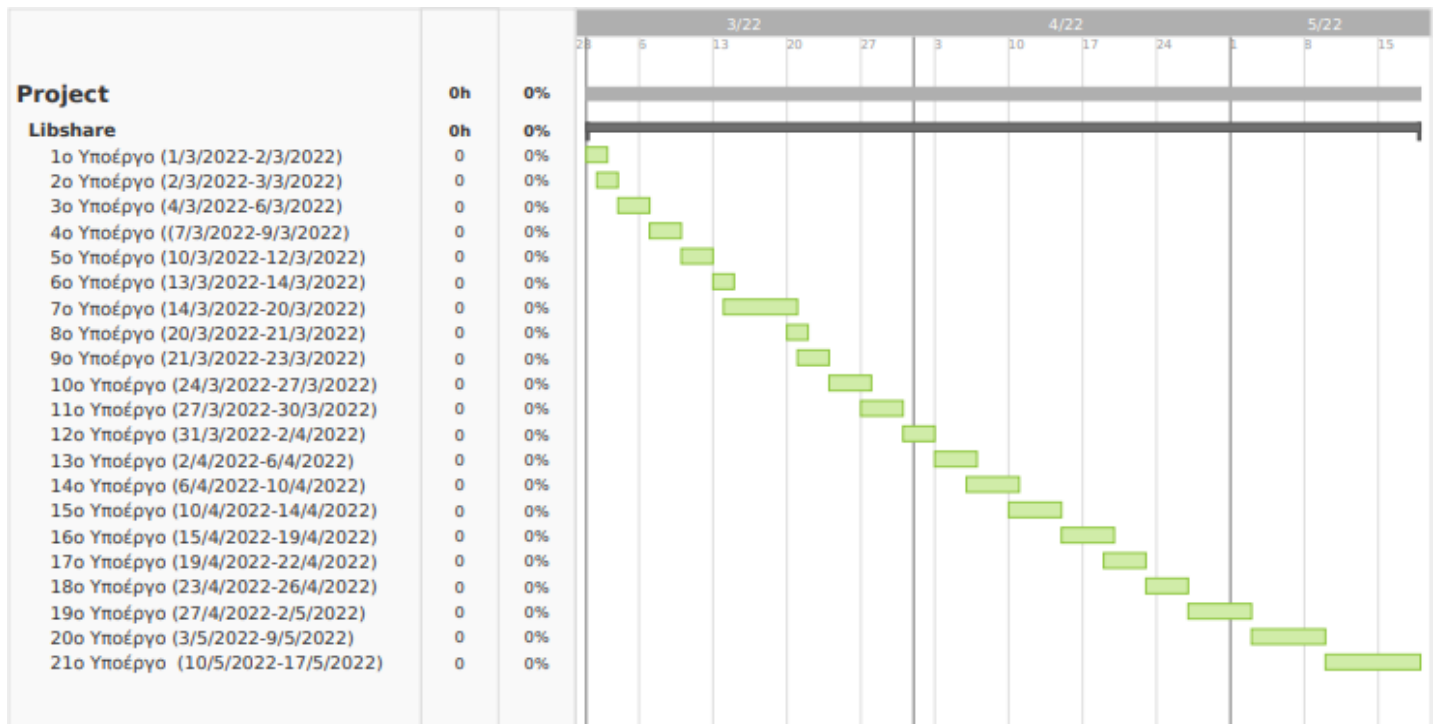 3/22 4/22 5/22
28 6 13 20 27 3 10 17 24 1 8 15
Project 0h 0%
Libshare 0h 0%
1ο Υποέργο (1/3/2022-2/3/2022) 0 0%
2ο Υποέργο (2/3/2022-3/3/2022) 0 0%
3ο Υποέργο (4/3/2022-6/3/2022) 0 0%
4ο Υποέργο ((7/3/2022-9/3/2022) 0 0%
5ο Υποέργο (10/3/2022-12/3/2022) 0 0%
6ο Υποέργο (13/3/2022-14/3/2022) 0 0%
7ο Υποέργο (14/3/2022-20/3/2022) 0 0%
8ο Υποέργο (20/3/2022-21/3/2022) 0 0%
9ο Υποέργο (21/3/2022-23/3/2022) 0 0%
10ο Υποέργο (24/3/2022-27/3/2022) 0 0%
11ο Υποέργο (27/3/2022-30/3/2022) 0 0%
12ο Υποέργο (31/3/2022-2/4/2022) 0 0%
13ο Υποέργο (2/4/2022-6/4/2022) 0 0%
14ο Υποέργο (6/4/2022-10/4/2022) 0 0%
15ο Υποέργο (10/4/2022-14/4/2022) 0 0%
16ο Υποέργο (15/4/2022-19/4/2022) 0 0%
17ο Υποέργο (19/4/2022-22/4/2022) 0 0%
18ο Υποέργο (23/4/2022-26/4/2022) 0 0%
19ο Υποέργο (27/4/2022-2/5/2022) 0 0%
20ο Υποέργο (3/5/2022-9/5/2022) 0 0%
21ο Υποέργο (10/5/2022-17/5/2022) 0 0%